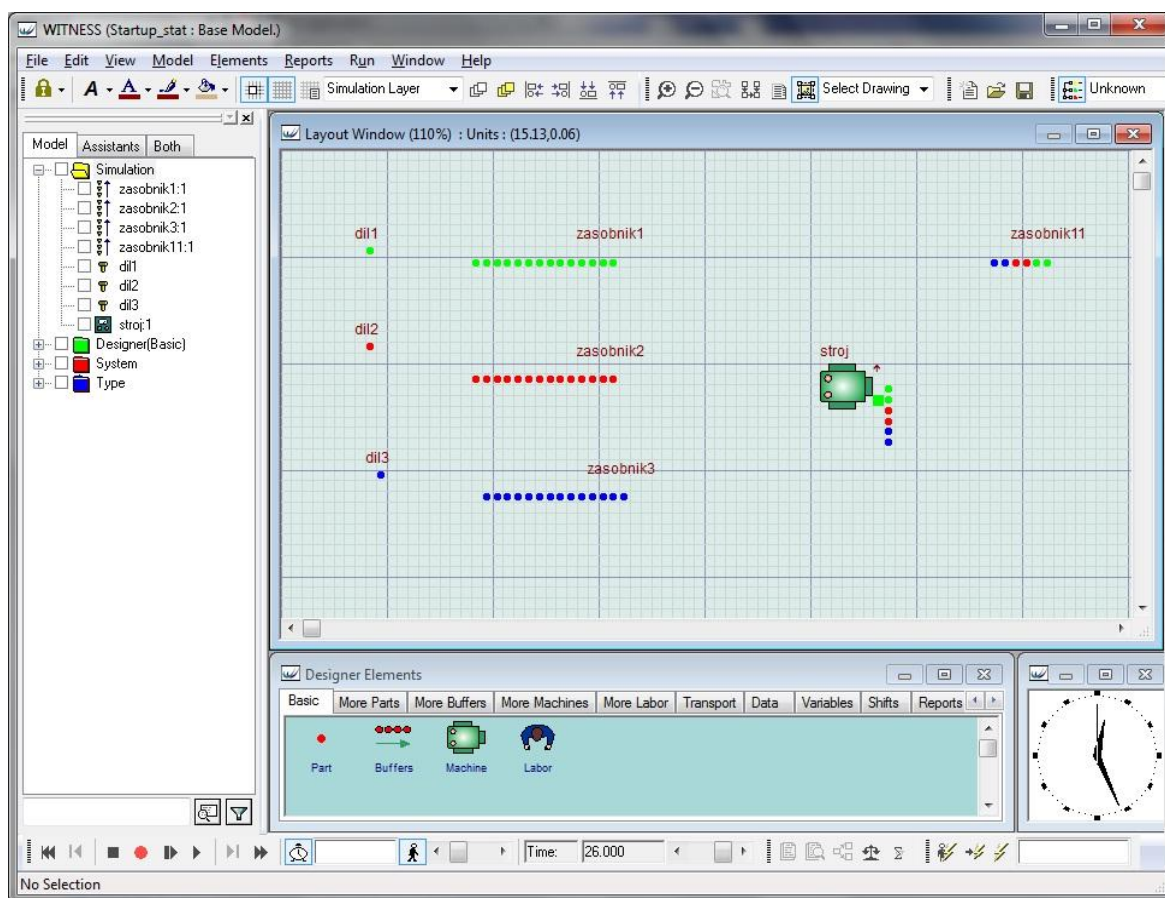 WITNESS (Startup_stat : Base Model.)
File Edit View Model Elements Reports Run Window Help
A A Simulation Layer Select Drawing Unknown
Model Assistants Both
Simulation
zasobnik1:1
zasobnik2:1
zasobnik3:1
zasobnik11:1
dil1
dil2
dil3
stroj:1
Designer(Basic)
System
Type
Layout Window (110%) : Units : (15.13,0.06)
dil1 zasobnik1 zasobnik11
dil2 zasobnik2 stroj
dil3 zasobnik3
Designer Elements
Basic More Parts More Buffers More Machines More Labor Transport Data Variables Shifts Reports
Part Buffers Machine Labor
Time: 26.000
Σ
No Selection